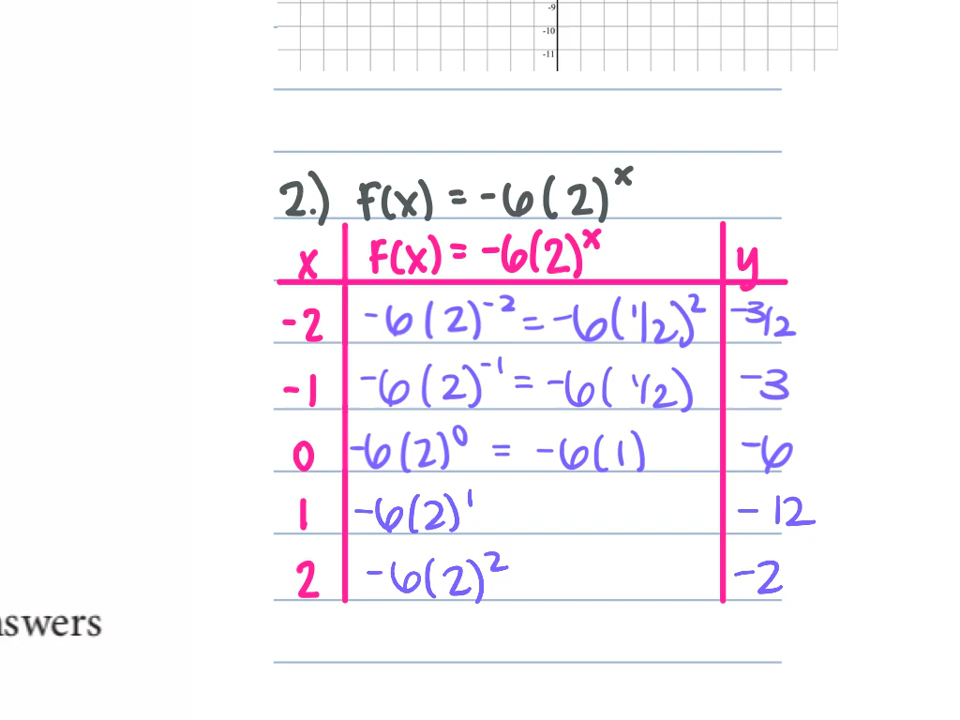 -9
-10
-11
2.) F(x) = -6(2)^x
x F(x) = -6(2)^x y
-2 -6(2)^-2 = -6(1/2)^2 -3/2
-1 -6(2)^-1 = -6(1/2) -3
0 -6(2)^0 = -6(1) -6
1 -6(2)^1 -12
2 -6(2)^2 -2